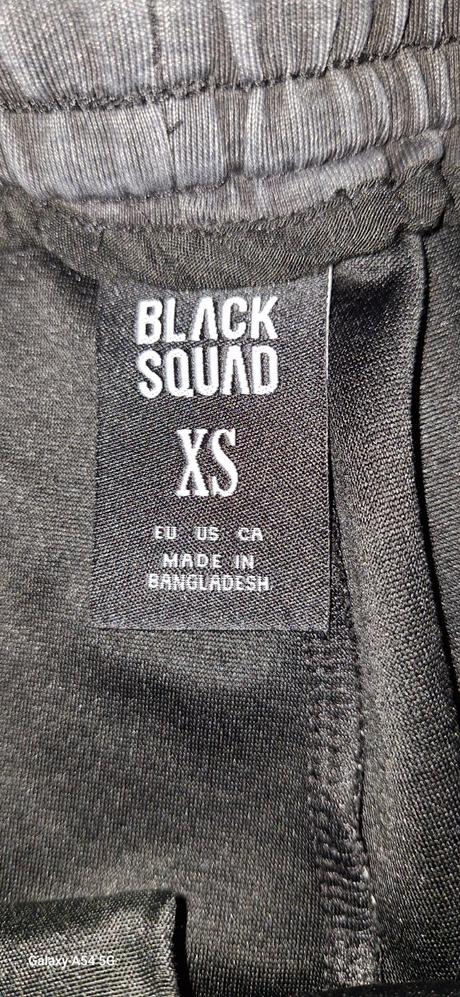 BLACK
SQUAD
XS
EU US CA
MADE IN
BANGLADESH
Galaxy A54 5G